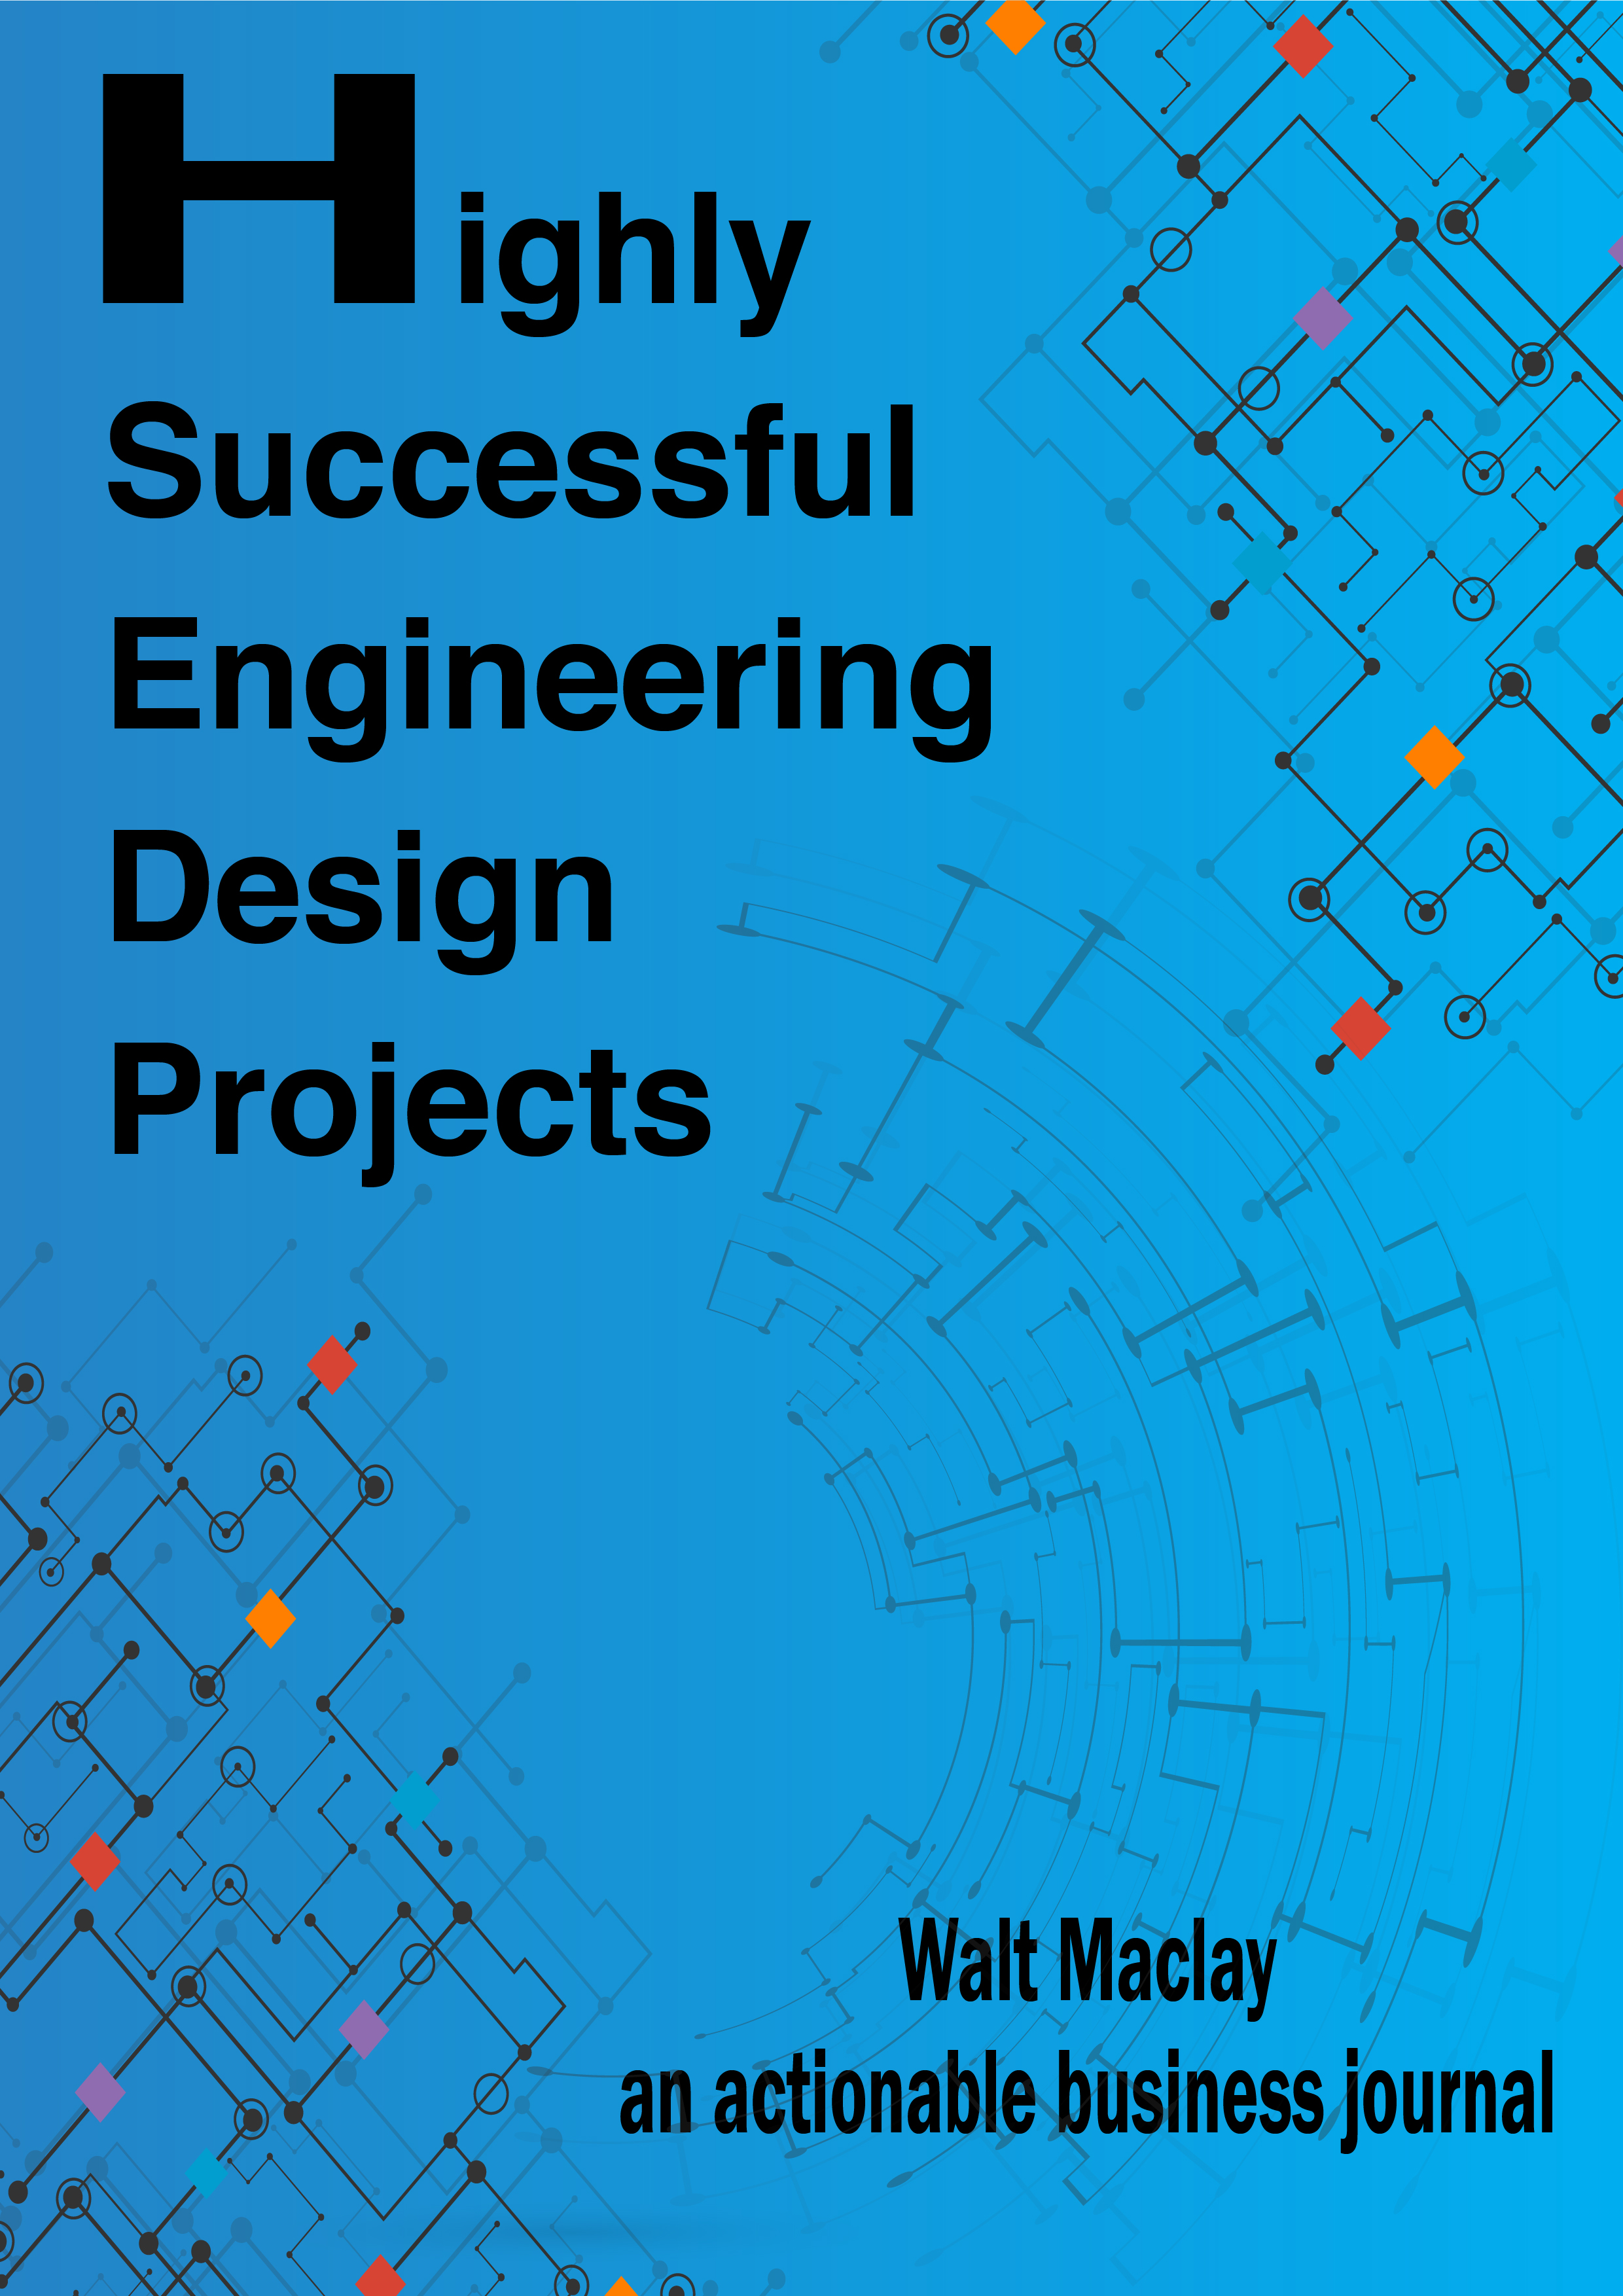 Highly
Successful
Engineering
Design
Projects
Walt Maclay
an actionable business journal